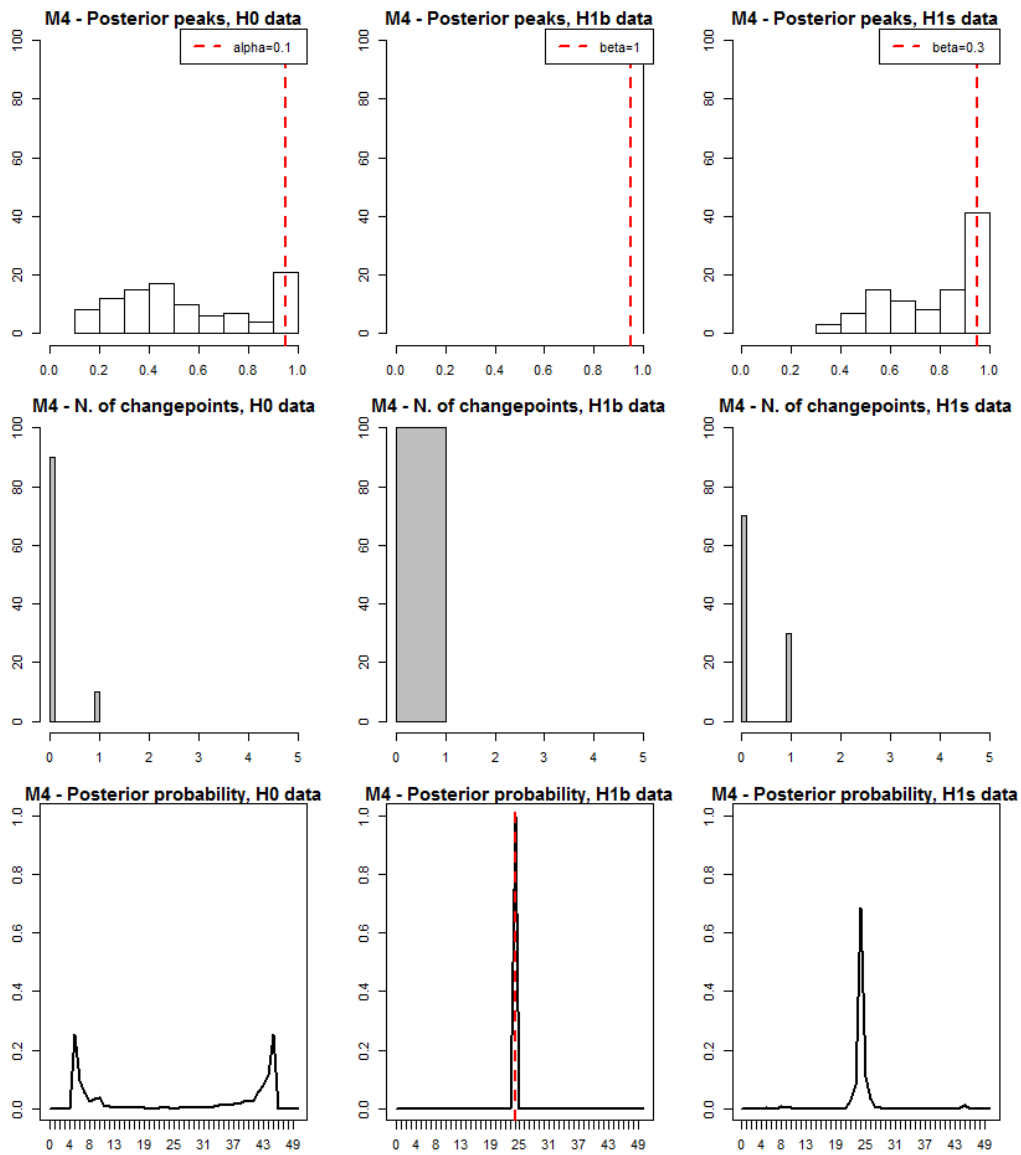 M4 - Posterior peaks, H0 data
M4 - Posterior peaks, H1b data
M4 - Posterior peaks, H1s data
alpha=0.1
beta=1
beta=0.3
100
80
60
40
20
0
0.0 0.2 0.4 0.6 0.8 1.0
100
80
60
40
20
0
0.0 0.2 0.4 0.6 0.8 1.0
100
80
60
40
20
0
0.0 0.2 0.4 0.6 0.8 1.0
M4 - N. of changepoints, H0 data
M4 - N. of changepoints, H1b data
M4 - N. of changepoints, H1s data
100
80
60
40
20
0
0 1 2 3 4 5
100
80
60
40
20
0
0 1 2 3 4 5
100
80
60
40
20
0
0 1 2 3 4 5
M4 - Posterior probability, H0 data
M4 - Posterior probability, H1b data
M4 - Posterior probability, H1s data
1.0
0.8
0.6
0.4
0.2
0.0
0 4 8 13 19 25 31 37 43 49
1.0
0.8
0.6
0.4
0.2
0.0
0 4 8 13 19 25 31 37 43 49
1.0
0.8
0.6
0.4
0.2
0.0
0 4 8 13 19 25 31 37 43 49